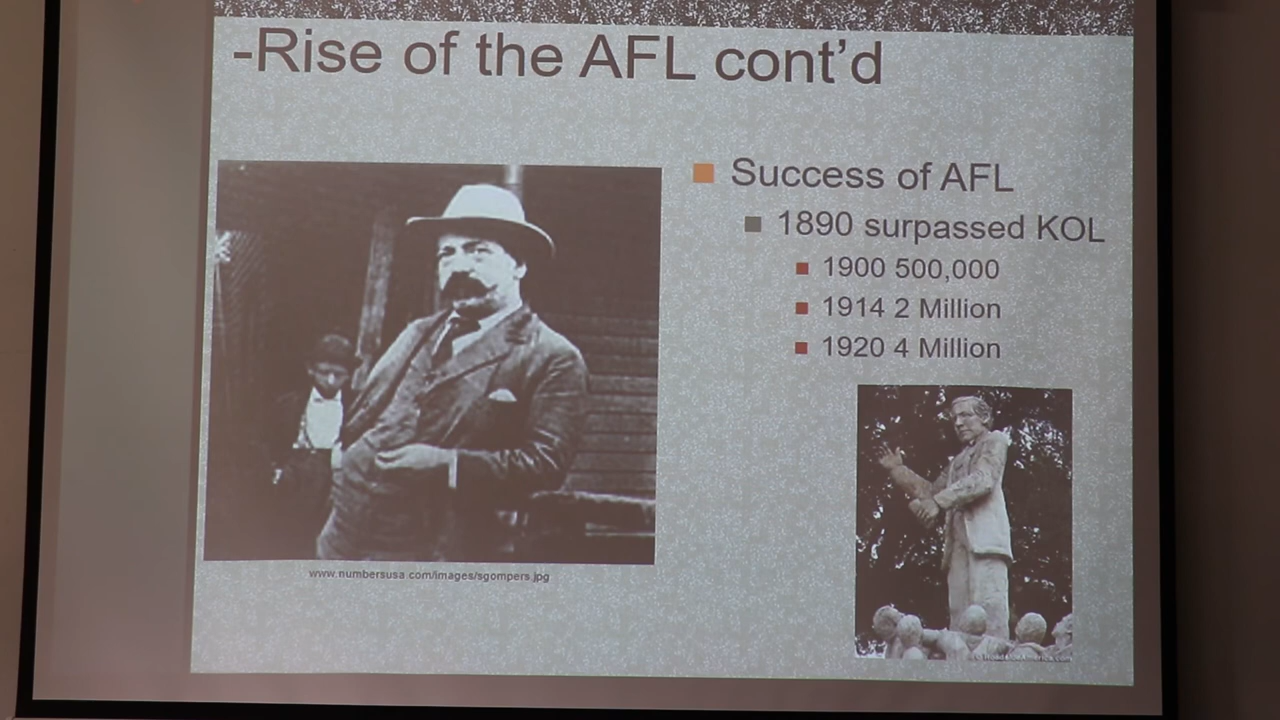 -Rise of the AFL cont'd
Success of AFL
1890 surpassed KOL
1900 500,000
1914 2 Million
1920 4 Million
www.numbersusa.com/images/sgompers.jpg